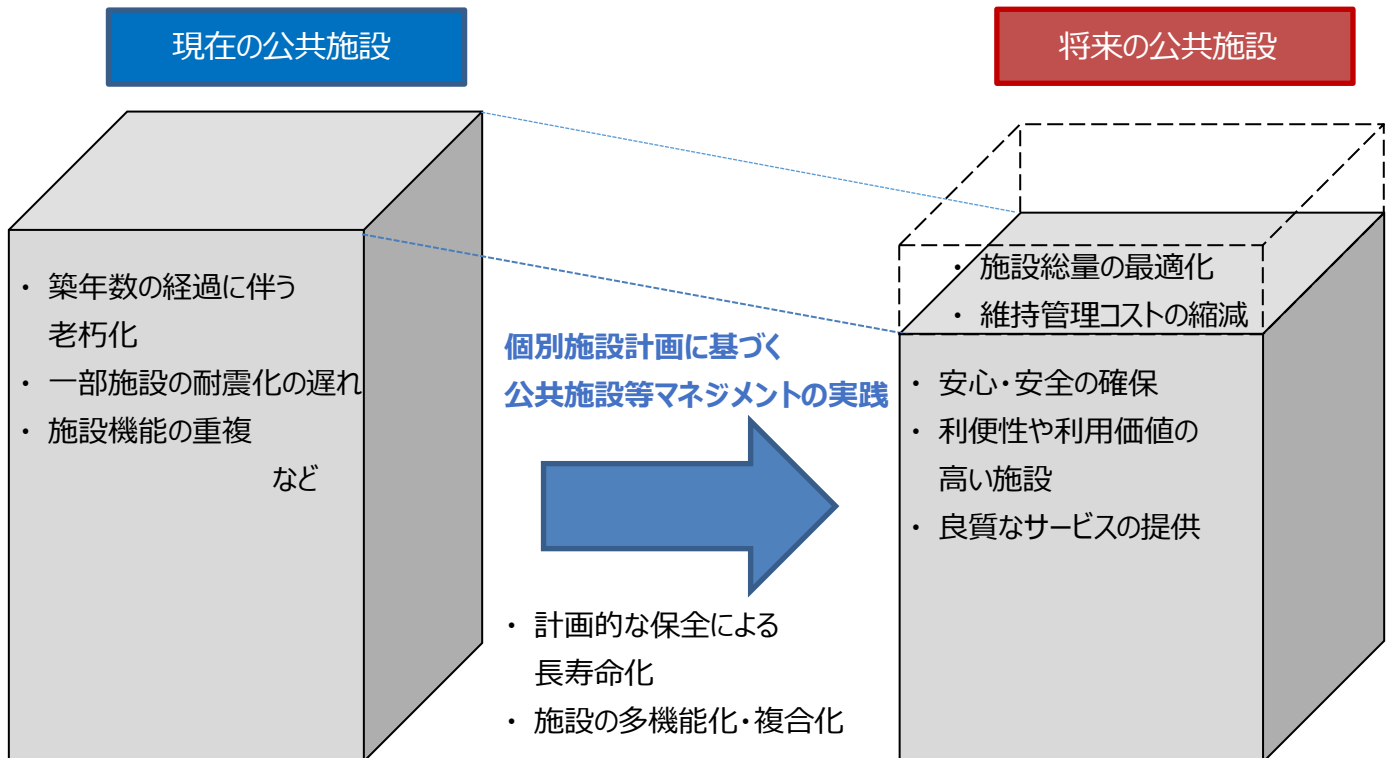 現在の公共施設
将来の公共施設
・ 築年数の経過に伴う
老朽化
・ 一部施設の耐震化の遅れ
・ 施設機能の重複
など
個別施設計画に基づく
公共施設等マネジメントの実践
・ 計画的な保全による
長寿命化
・ 施設の多機能化・複合化
・ 施設総量の最適化
・ 維持管理コストの縮減
・ 安心・安全の確保
・ 利便性や利用価値の
高い施設
・ 良質なサービスの提供